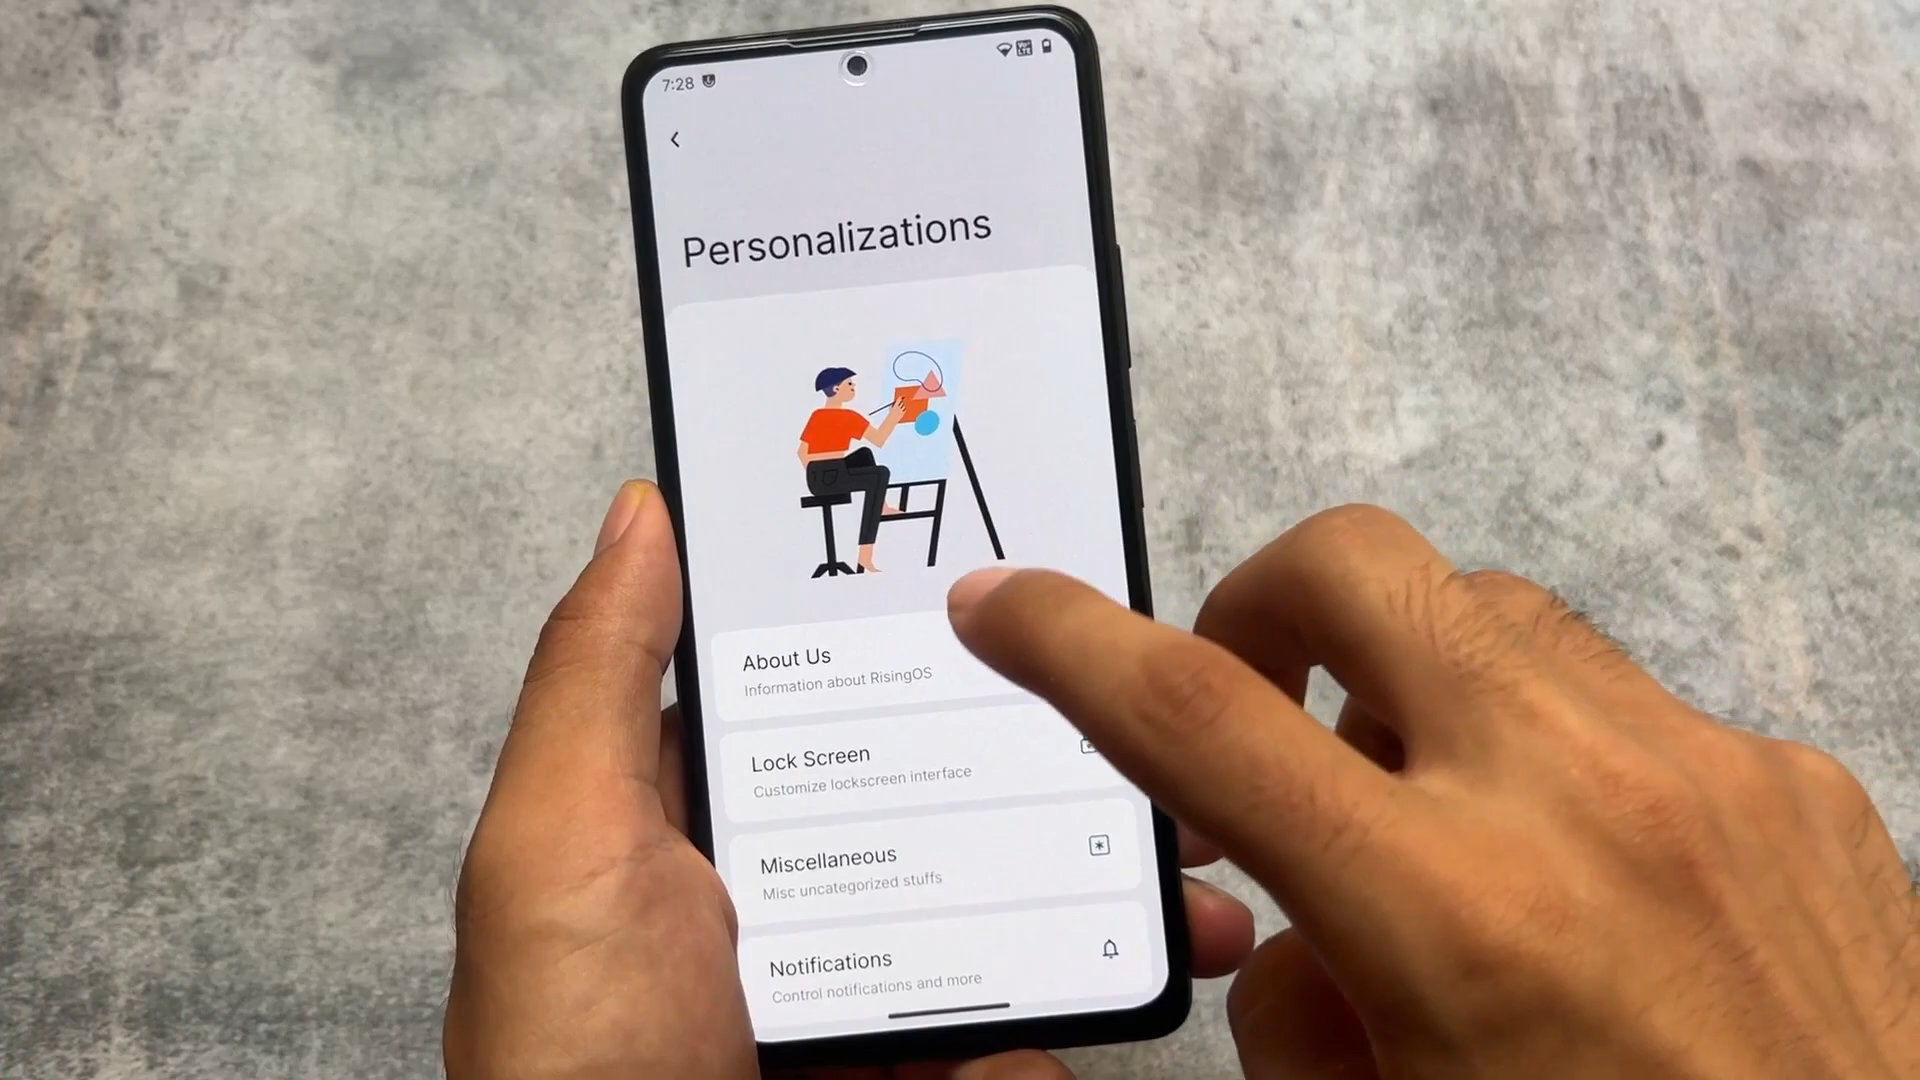 7:28
Personalizations
About Us
Information about RisingOS
Lock Screen
Customize lockscreen interface
Miscellaneous
Misc uncategorized stuffs
Notifications
Control notifications and more